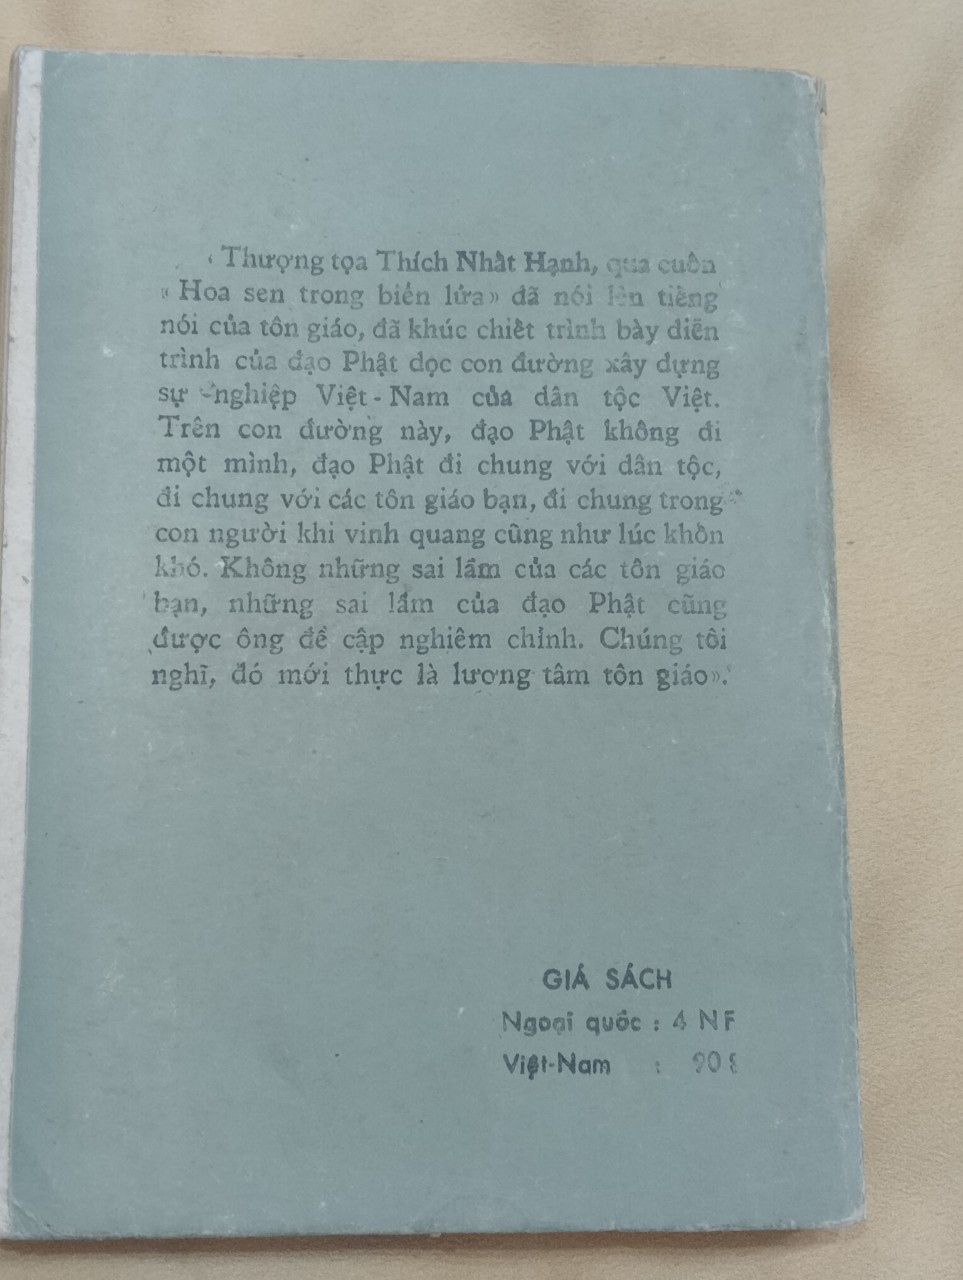 « Thượng tọa Thích Nhất Hạnh, qua cuốn
« Hoa sen trong biển lửa» đã nói lên tiếng
nói của tôn giáo, đã khúc chiết trình bày diễn
trình của đạo Phật dọc con đường xây dựng
sự nghiệp Việt-Nam của dân tộc Việt.
Trên con đường này, đạo Phật không đi
một mình, đạo Phật đi chung với dân tộc,
đi chung với các tôn giáo bạn, đi chung trong
con người khi vinh quang cũng như lúc khốn
khó. Không những sai lầm của các tôn giáo
bạn, những sai lầm của đạo Phật cũng
được ông đề cập nghiêm chỉnh. Chúng tôi
nghĩ, đó mới thực là lương tâm tôn giáo».
GIÁ SÁCH
Ngoại quốc : 4 NF
Việt-Nam : 90$